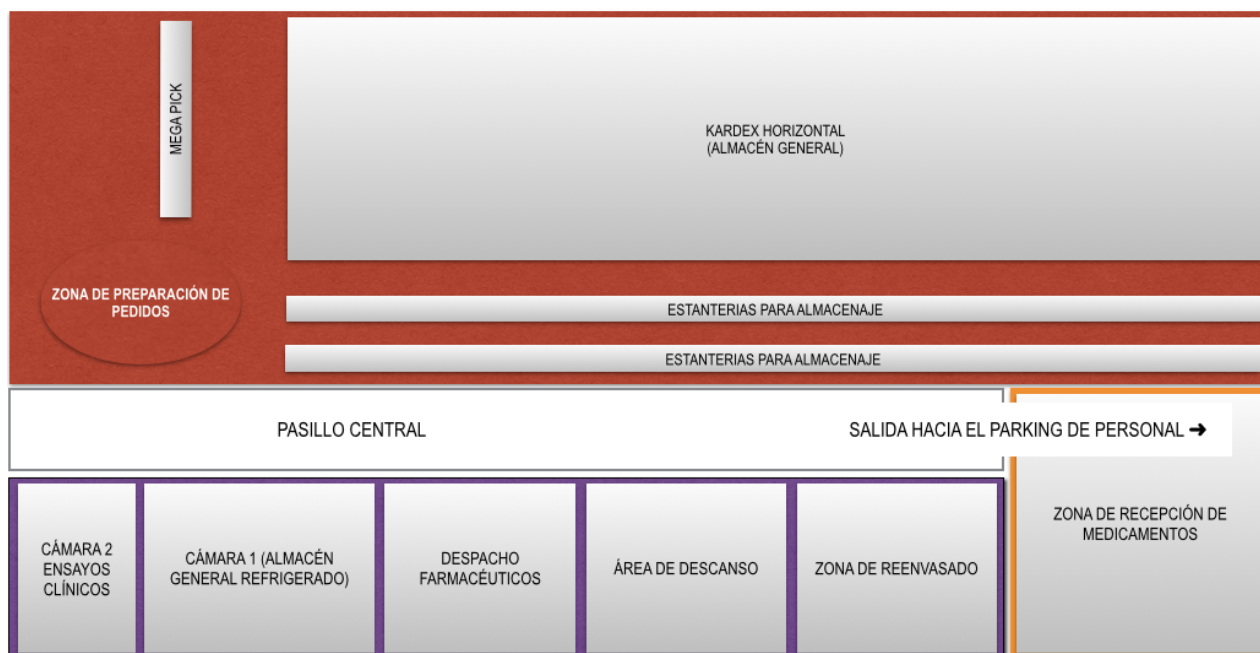 MEGA PICK
KARDEX HORIZONTAL
(ALMACÉN GENERAL)
ZONA DE PREPARACIÓN DE
PEDIDOS
ESTANTERIAS PARA ALMACENAJE
ESTANTERIAS PARA ALMACENAJE
PASILLO CENTRAL
SALIDA HACIA EL PARKING DE PERSONAL ➔
CÁMARA 2
ENSAYOS
CLÍNICOS
CÁMARA 1 (ALMACÉN
GENERAL REFRIGERADO)
DESPACHO
FARMACÉUTICOS
ÁREA DE DESCANSO
ZONA DE REENVASADO
ZONA DE RECEPCIÓN DE
MEDICAMENTOS